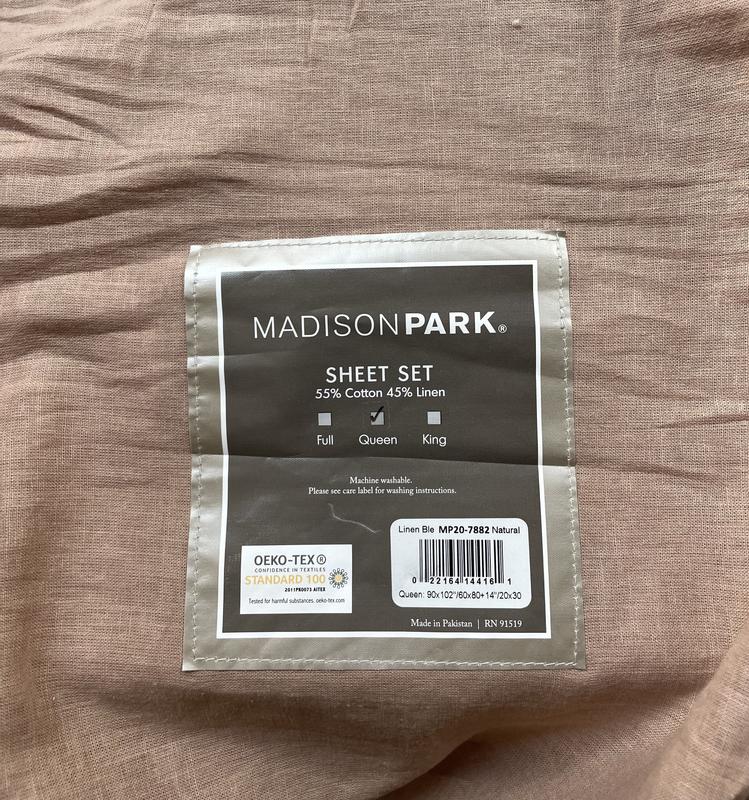 MADISONPARK®
SHEET SET
55% Cotton 45% Linen
Full Queen King
Machine washable.
Please see care label for washing instructions.
Linen Ble MP20-7882 Natural
0 22164 14416 1
Queen: 90x102"/60x80+14"/20x30
OEKO-TEX®
CONFIDENCE IN TEXTILES
STANDARD 100
2011PK0073 AITEX
Tested for harmful substances. oeko-tex.com
Made in Pakistan | RN 91519